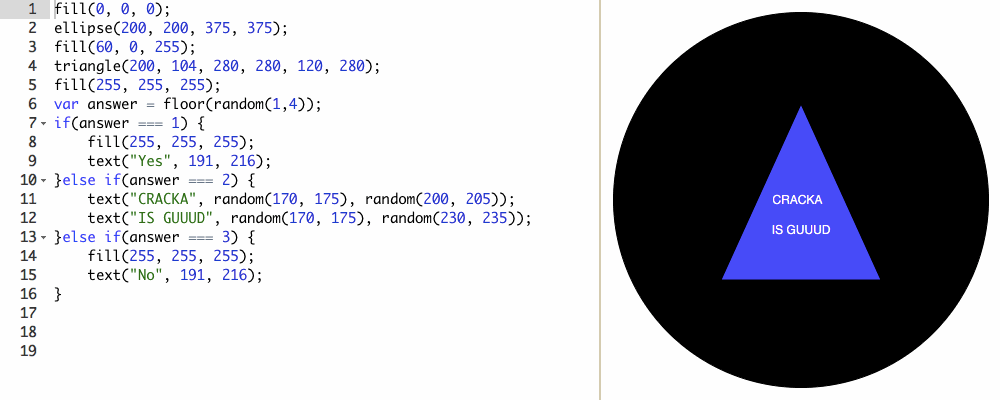 1 fill(0, 0, 0);
2 ellipse(200, 200, 375, 375);
3 fill(60, 0, 255);
4 triangle(200, 104, 280, 280, 120, 280);
5 fill(255, 255, 255);
6 var answer = floor(random(1,4));
7 if(answer === 1) {
8     fill(255, 255, 255);
9     text("Yes", 191, 216);
10 }else if(answer === 2) {
11     text("CRACKA", random(170, 175), random(200, 205));
12     text("IS GUUUD", random(170, 175), random(230, 235));
13 }else if(answer === 3) {
14     fill(255, 255, 255);
15     text("No", 191, 216);
16 }
17
18
19
CRACKA
IS GUUUD